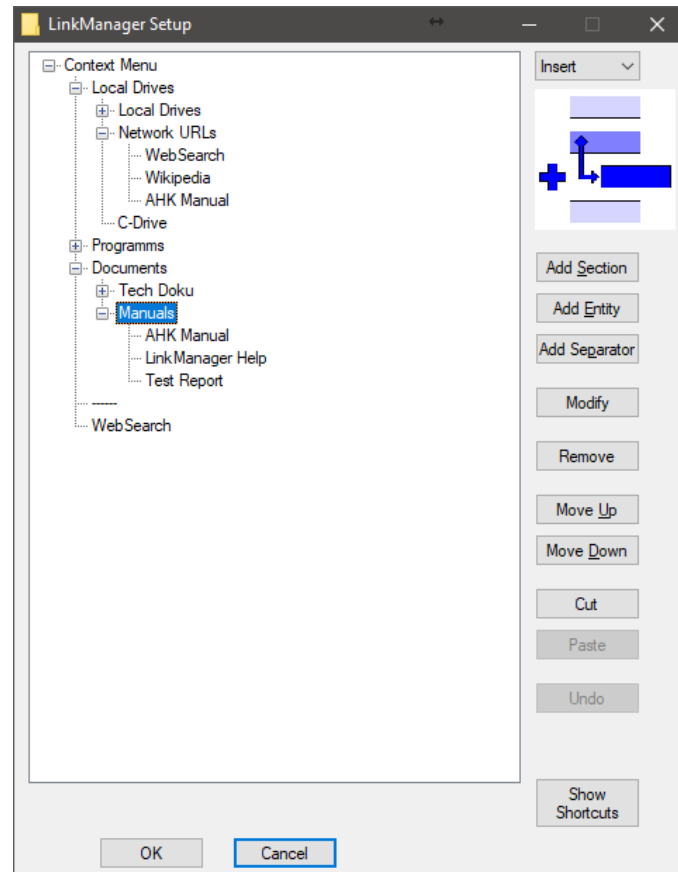 LinkManager Setup
Context Menu
Local Drives
Local Drives
Network URLs
WebSearch
Wikipedia
AHK Manual
C-Drive
Programms
Documents
Tech Doku
Manuals
AHK Manual
LinkManager Help
Test Report
------
WebSearch
Insert
Add Section
Add Entity
Add Separator
Modify
Remove
Move Up
Move Down
Cut
Paste
Undo
Show
Shortcuts
OK
Cancel